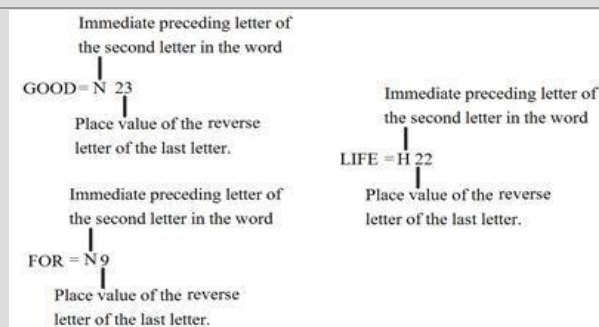 Immediate preceding letter of
the second letter in the word
GOOD = N 23
Place value of the reverse
letter of the last letter.
Immediate preceding letter of
the second letter in the word
FOR = N9
Place value of the reverse
letter of the last letter.
Immediate preceding letter of
the second letter in the word
LIFE = H 22
Place value of the reverse
letter of the last letter.